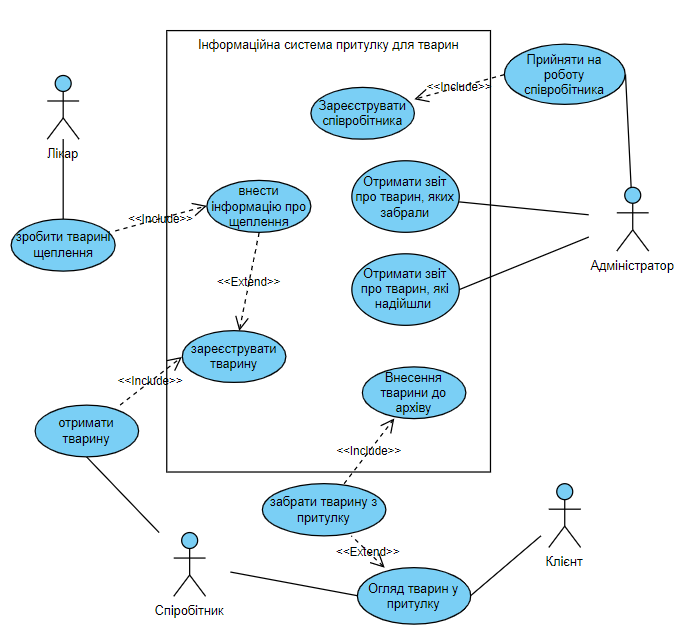 Інформаційна система притулку для тварин
Прийняти на
роботу
співробітника
<<Include>>
Зареєструвати
співробітника
Лікар
Отримати звіт
про тварин, яких
забрали
внести
інформацію про
щеплення
<<Include>>
зробити тварині
щеплення
Адміністратор
Отримати звіт
про тварин, які
надійшли
<<Extend>>
зареєструвати
тварину
<<Include>>
Внесення
тварини до
архіву
отримати
тварину
<<Include>>
забрати тварину з
притулку
<<Extend>>
Клієнт
Огляд тварин у
притулку
Спіробітник